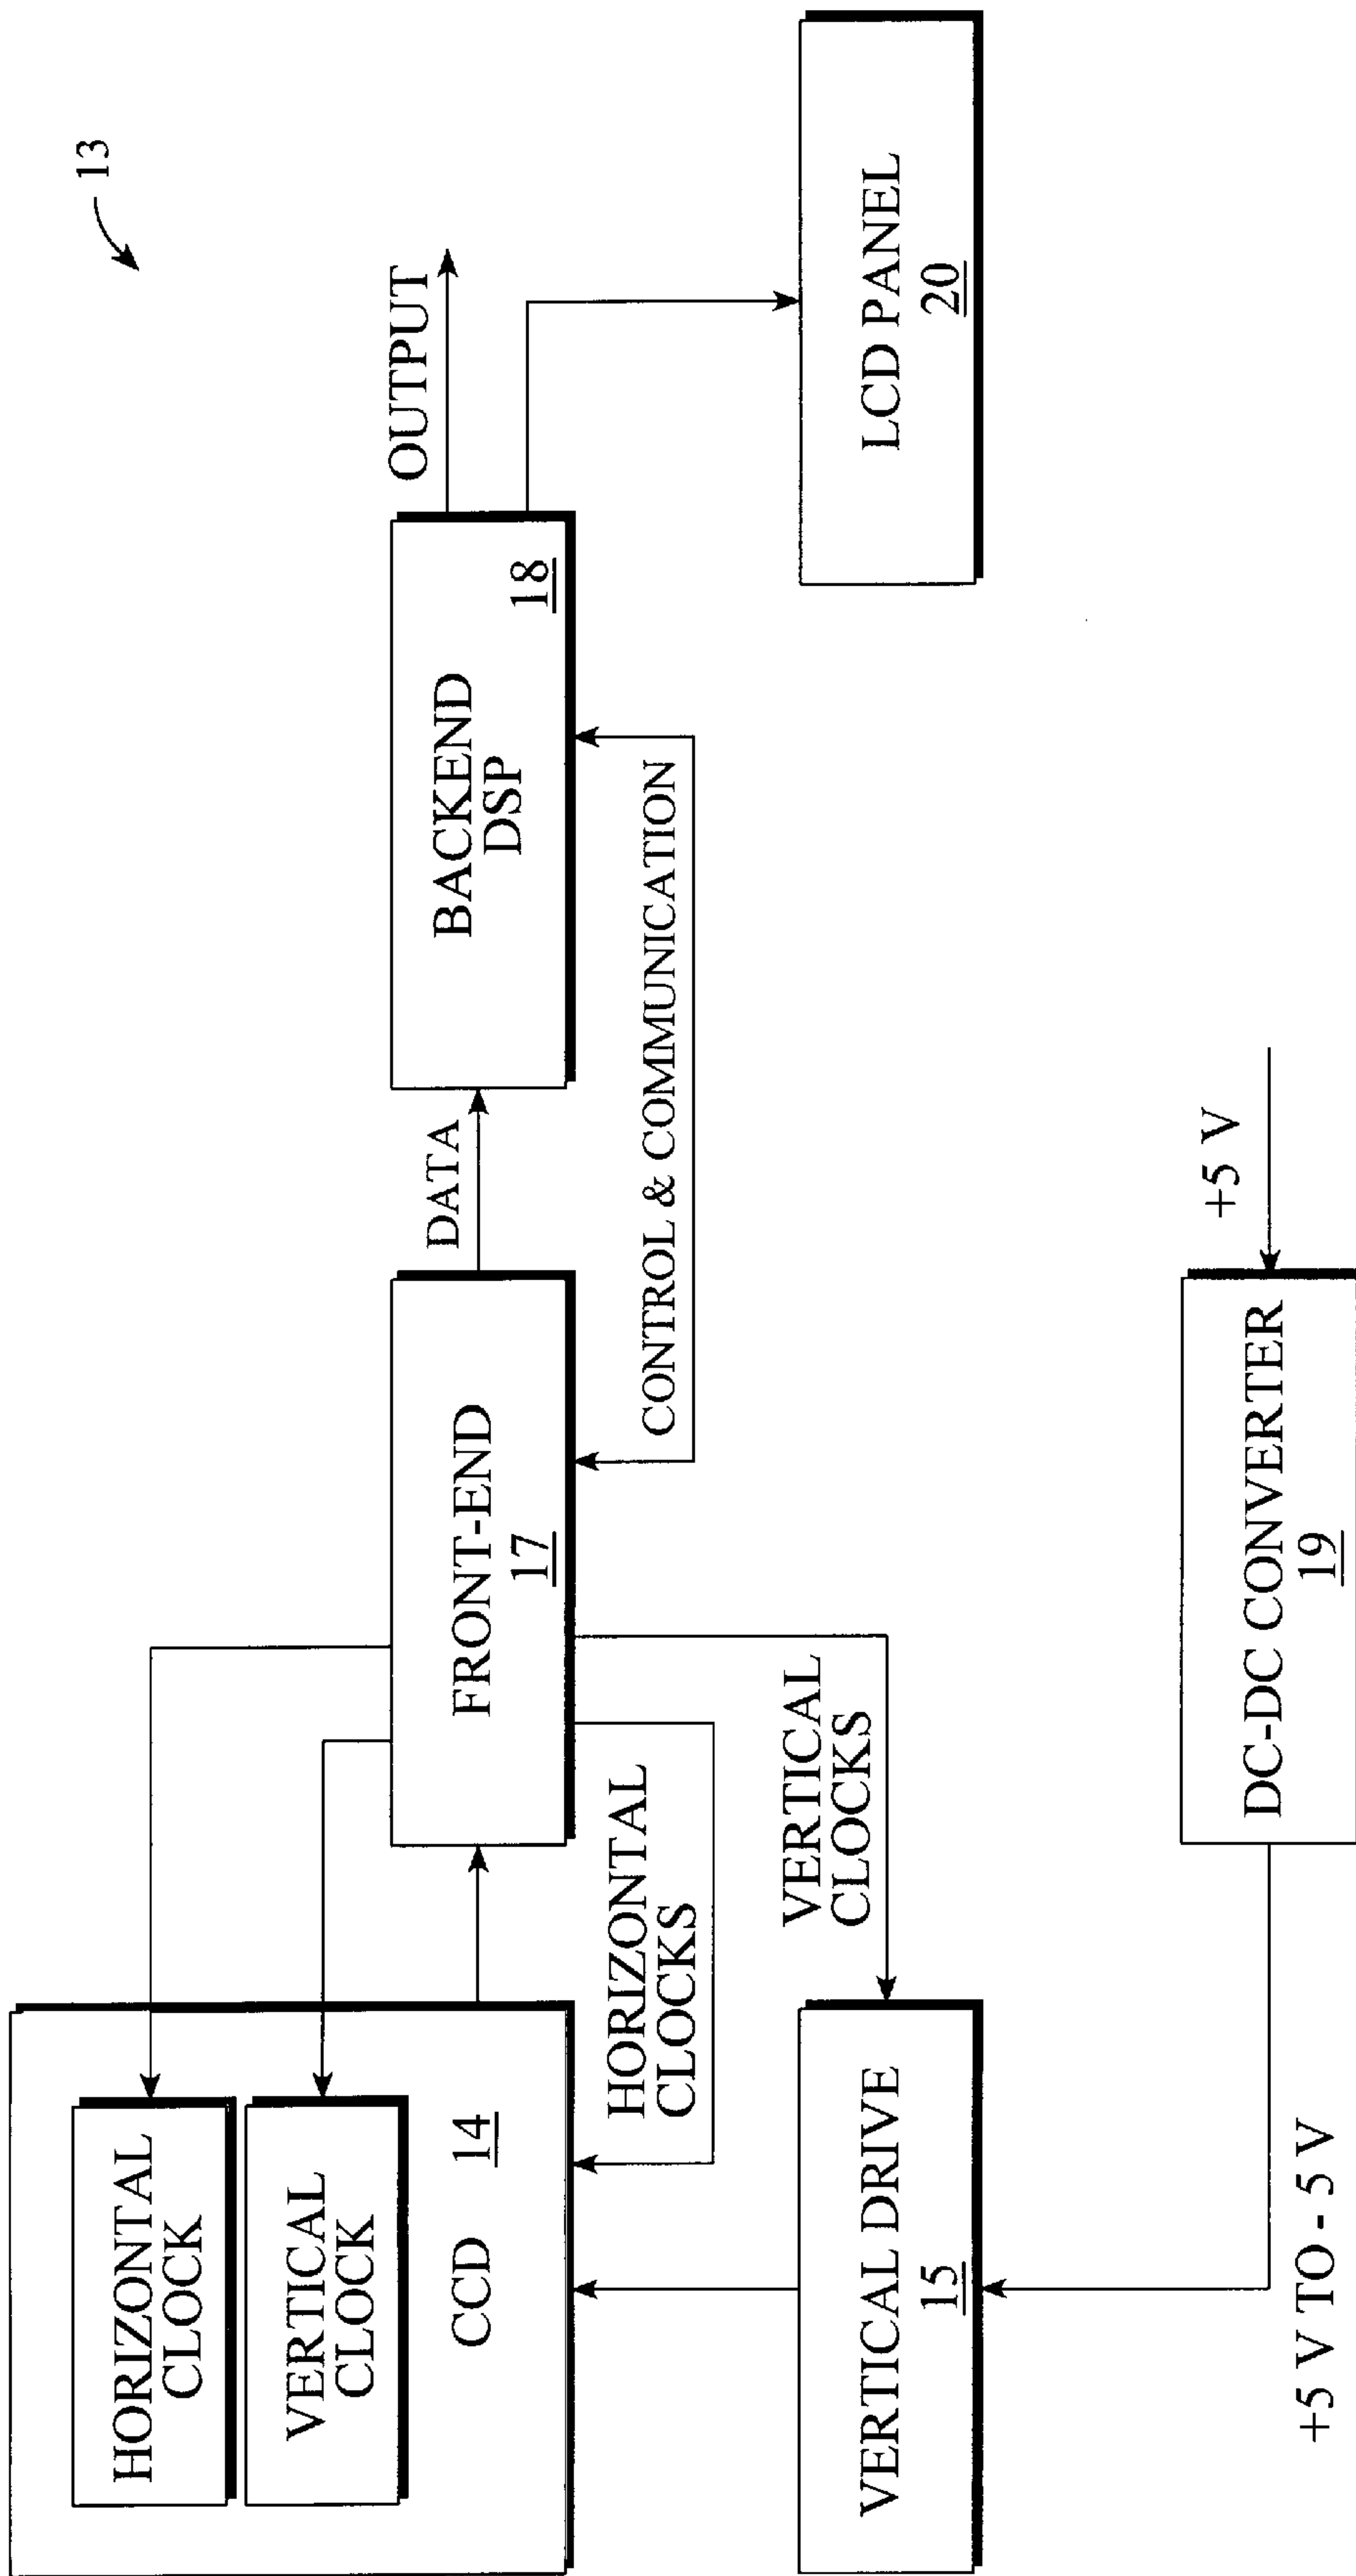 13
HORIZONTAL
CLOCK
VERTICAL
CLOCK
CCD
14
FRONT-END
17
DATA
BACKEND
DSP
18
OUTPUT
HORIZONTAL
CLOCKS
CONTROL & COMMUNICATION
VERTICAL
CLOCKS
VERTICAL DRIVE
15
LCD PANEL
20
DC-DC CONVERTER
19
+5 V
+5 V TO - 5 V